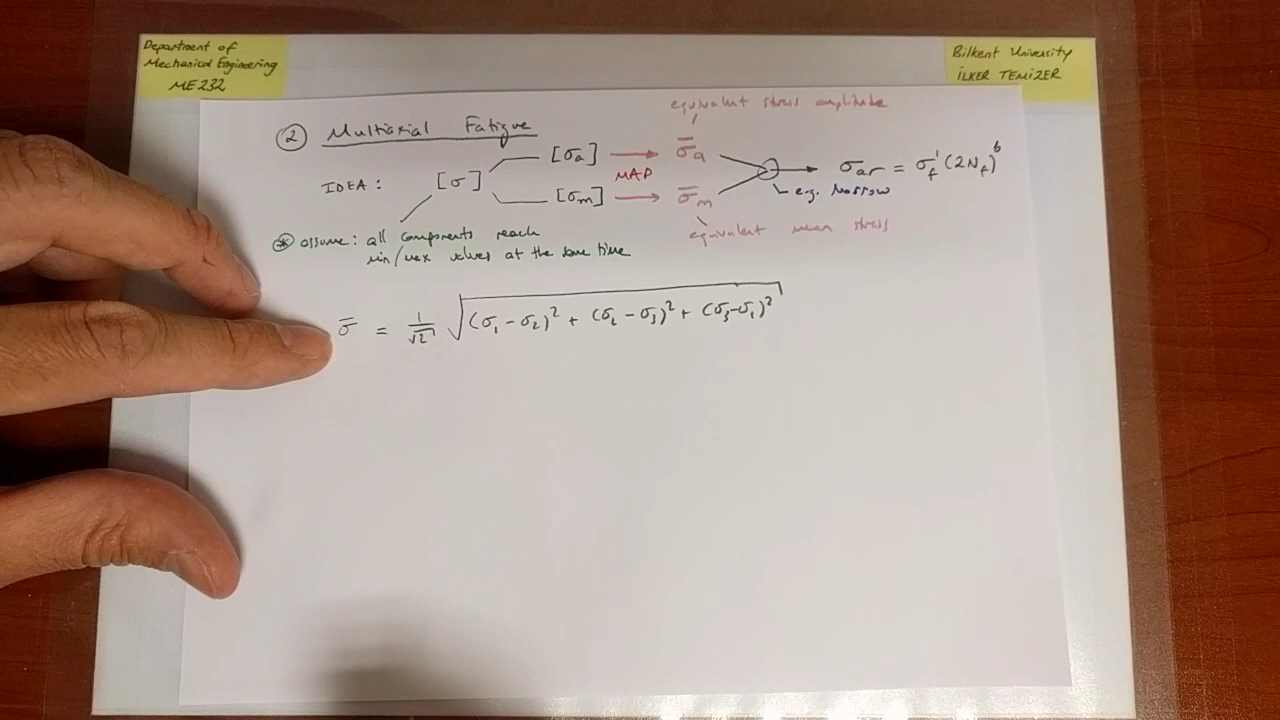 Department of
Mechanical Engineering
ME232
Bilkent University
İLKER TEMIZER
② Multiaxial Fatigue
equivalent stress amplitude
IDEA : [σ] [σa] MAP σ̄a
[σm] σ̄m
σar = σf' (2Nf)^b
e.g. Morrow
equivalent mean stress
⊛ assume : all components reach
min/max values at the same time
σ̄ = 1/√2 √((σ1 - σ2)² + (σ2 - σ3)² + (σ3 - σ1)²)